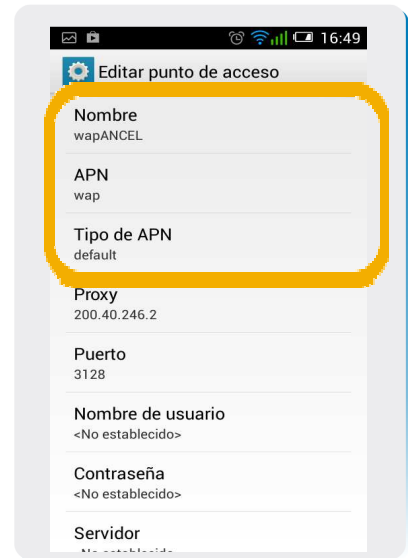 16:49
Editar punto de acceso
Nombre
wapANCEL
APN
wap
Tipo de APN
default
Proxy
200.40.246.2
Puerto
3128
Nombre de usuario
<No establecido>
Contraseña
<No establecido>
Servidor